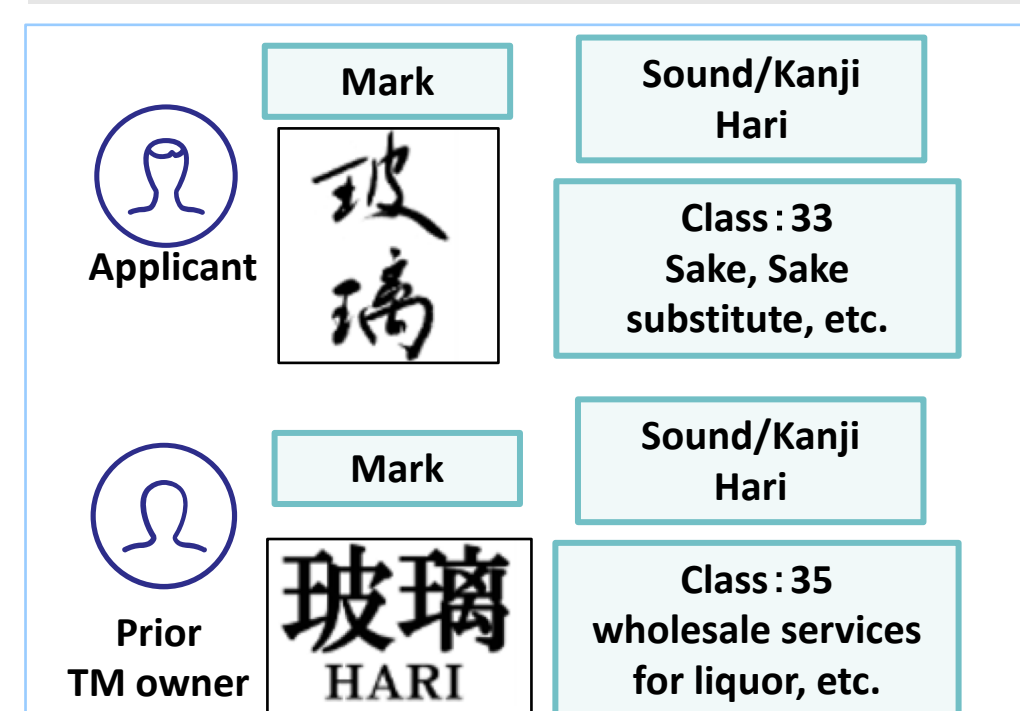 Mark
Sound/Kanji
Hari
玻
璃
Applicant
Class:33
Sake, Sake
substitute, etc.
Mark
Sound/Kanji
Hari
玻璃
HARI
Prior
TM owner
Class:35
wholesale services
for liquor, etc.